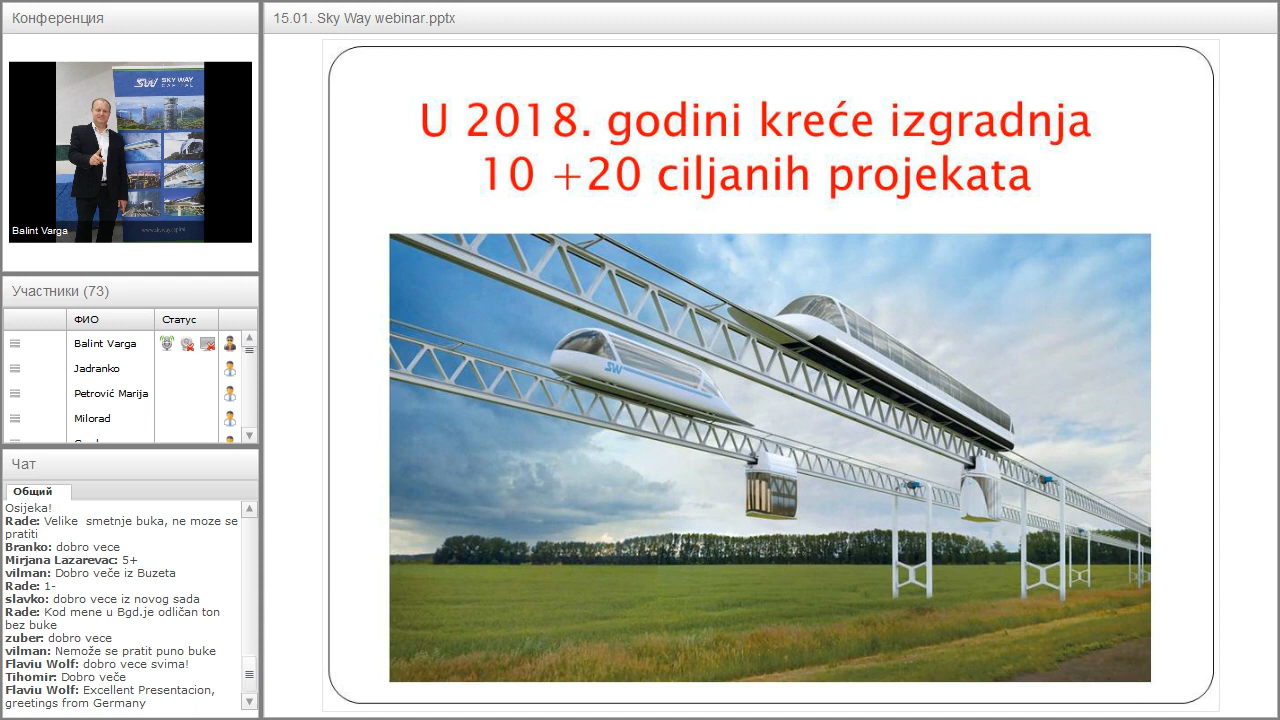 Конференция
SKY WAY
CAPITAL
Balint Varga
Участники (73)
ФИО
Статус
Balint Varga
Jadranko
Petrović Marija
Milorad
Чат
Общий
Osijeka!
Rade: Velike smetnje buka, ne moze se
pratiti
Branko: dobro vece
Mirjana Lazarevac: 5+
vilman: Dobro veče iz Buzeta
Rade: 1-
slavko: dobro vece iz novog sada
Rade: Kod mene u Bgd.je odličan ton
bez buke
zuber: dobro vece
vilman: Nemože se pratit puno buke
Flaviu Wolf: dobro vece svima!
Tihomir: Dobro veče
Flaviu Wolf: Excellent Presentacion,
greetings from Germany
15.01. Sky Way webinar.pptx
U 2018. godini kreće izgradnja
10 +20 ciljanih projekata
SW